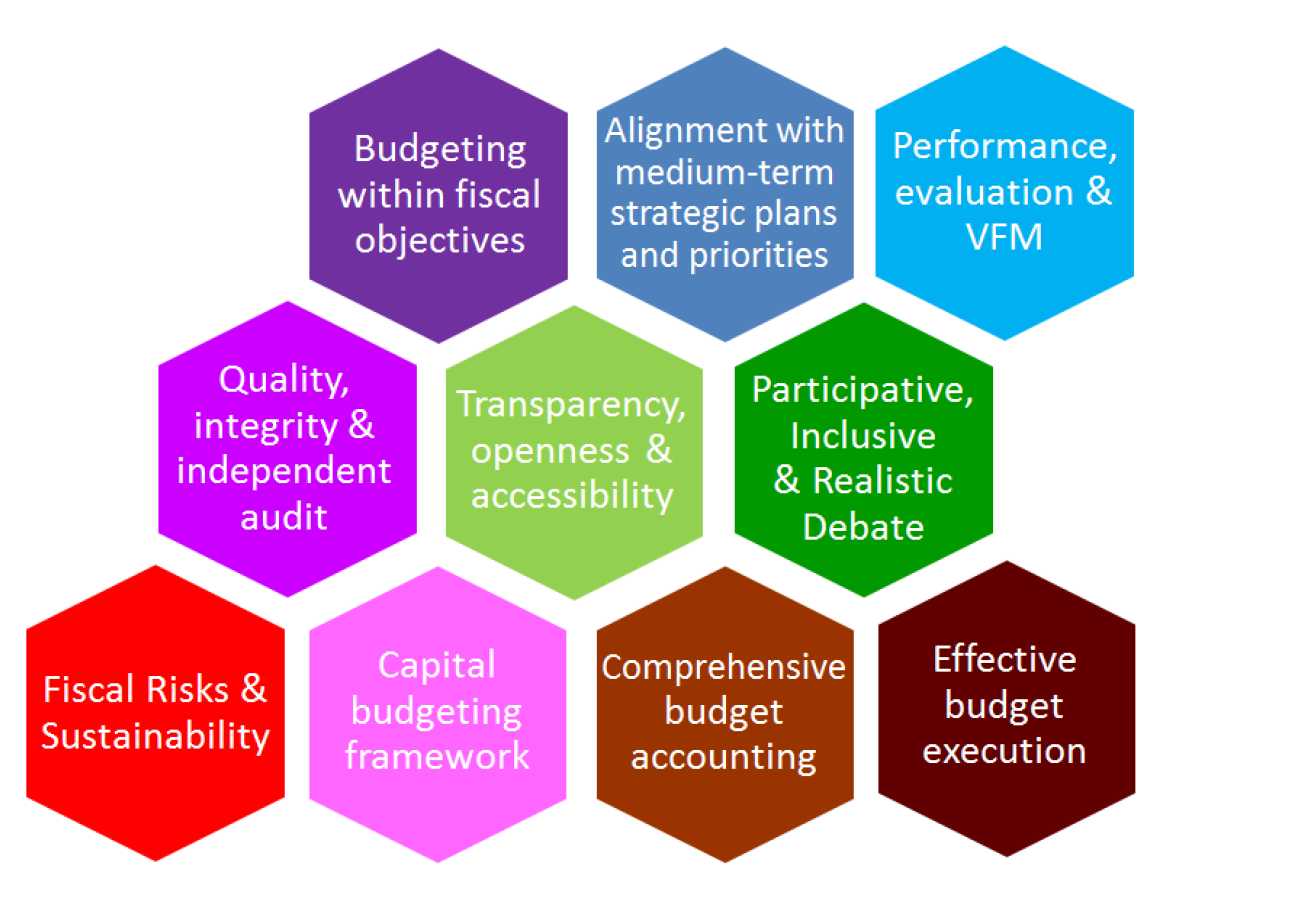 Budgeting
within fiscal
objectives
Alignment with
medium-term
strategic plans
and priorities
Performance,
evaluation &
VFM
Quality,
integrity &
independent
audit
Transparency,
openness &
accessibility
Participative,
Inclusive
& Realistic
Debate
Fiscal Risks &
Sustainability
Capital
budgeting
framework
Comprehensive
budget
accounting
Effective
budget
execution